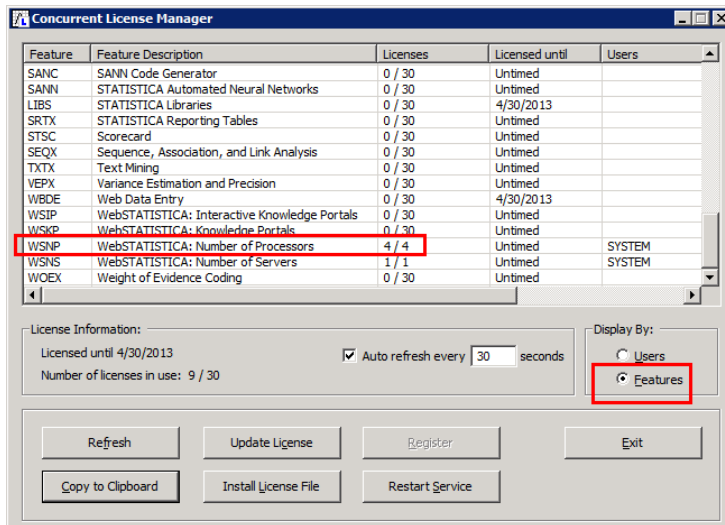 Concurrent License Manager
Feature Feature Description Licenses Licensed until Users
SANC SANN Code Generator 0 / 30 Untimed
SANN STATISTICA Automated Neural Networks 0 / 30 Untimed
LIBS STATISTICA Libraries 0 / 30 4/30/2013
SRTX STATISTICA Reporting Tables 0 / 30 Untimed
STSC Scorecard 0 / 30 Untimed
SEQX Sequence, Association, and Link Analysis 0 / 30 Untimed
TXTX Text Mining 0 / 30 Untimed
VEPX Variance Estimation and Precision 0 / 30 Untimed
WBDE Web Data Entry 0 / 30 4/30/2013
WSIP WebSTATISTICA: Interactive Knowledge Portals 0 / 30 Untimed
WSKP WebSTATISTICA: Knowledge Portals 0 / 30 Untimed
WSNP WebSTATISTICA: Number of Processors 4 / 4 Untimed SYSTEM
WSNS WebSTATISTICA: Number of Servers 1 / 1 Untimed SYSTEM
WOEX Weight of Evidence Coding 0 / 30 Untimed
License Information:
Licensed until 4/30/2013
Number of licenses in use: 9 / 30
Auto refresh every 30 seconds
Display By:
Users
Features
Refresh Update License Register Exit
Copy to Clipboard Install License File Restart Service